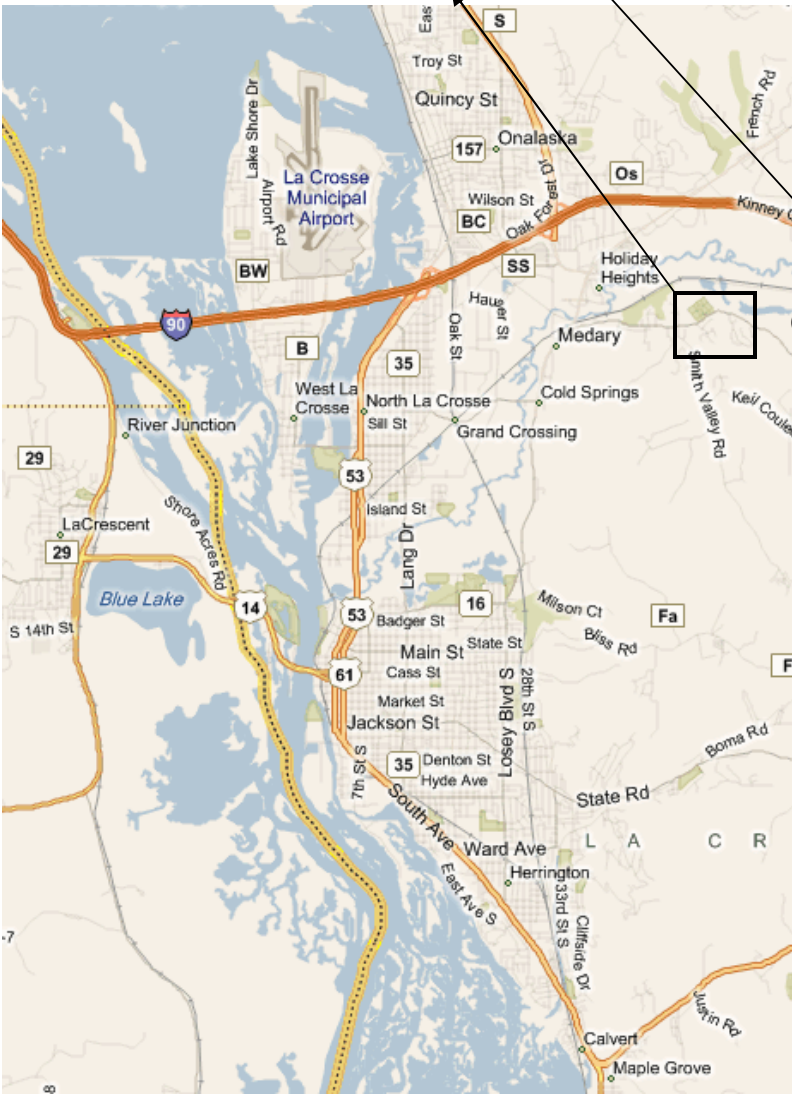 S
Eas
Troy St
Quincy St
French Rd
Lake Shore Dr
157
Onalaska
La Crosse
Municipal
Airport
Airport Rd
Os
est Dr
Wilson St
BC
Oak For
Kinney C
BW
SS
Holiday
Heights
90
Hauser St
Oak St
B
35
Medary
Smith Valley Rd
West La
Crosse
North La Crosse
Cold Springs
Keil Coulee
Sill St
River Junction
Grand Crossing
29
53
Shore Acres Rd
Island St
LaCrescent
29
Lang Dr
Blue Lake
14
53
16
Milson Ct
Fa
S 14th St
Badger St
Bliss Rd
Main St
State St
61
Cass St
F
Market St
Losey Blvd S
28th St S
Jackson St
7th St S
35
Denton St
Hyde Ave
Boma Rd
State Rd
South Ave
L A C R
Ward Ave
East Ave S
Herrington
33rd St S
Cliffside Dr
-7
Justin Rd
Calvert
Maple Grove
8